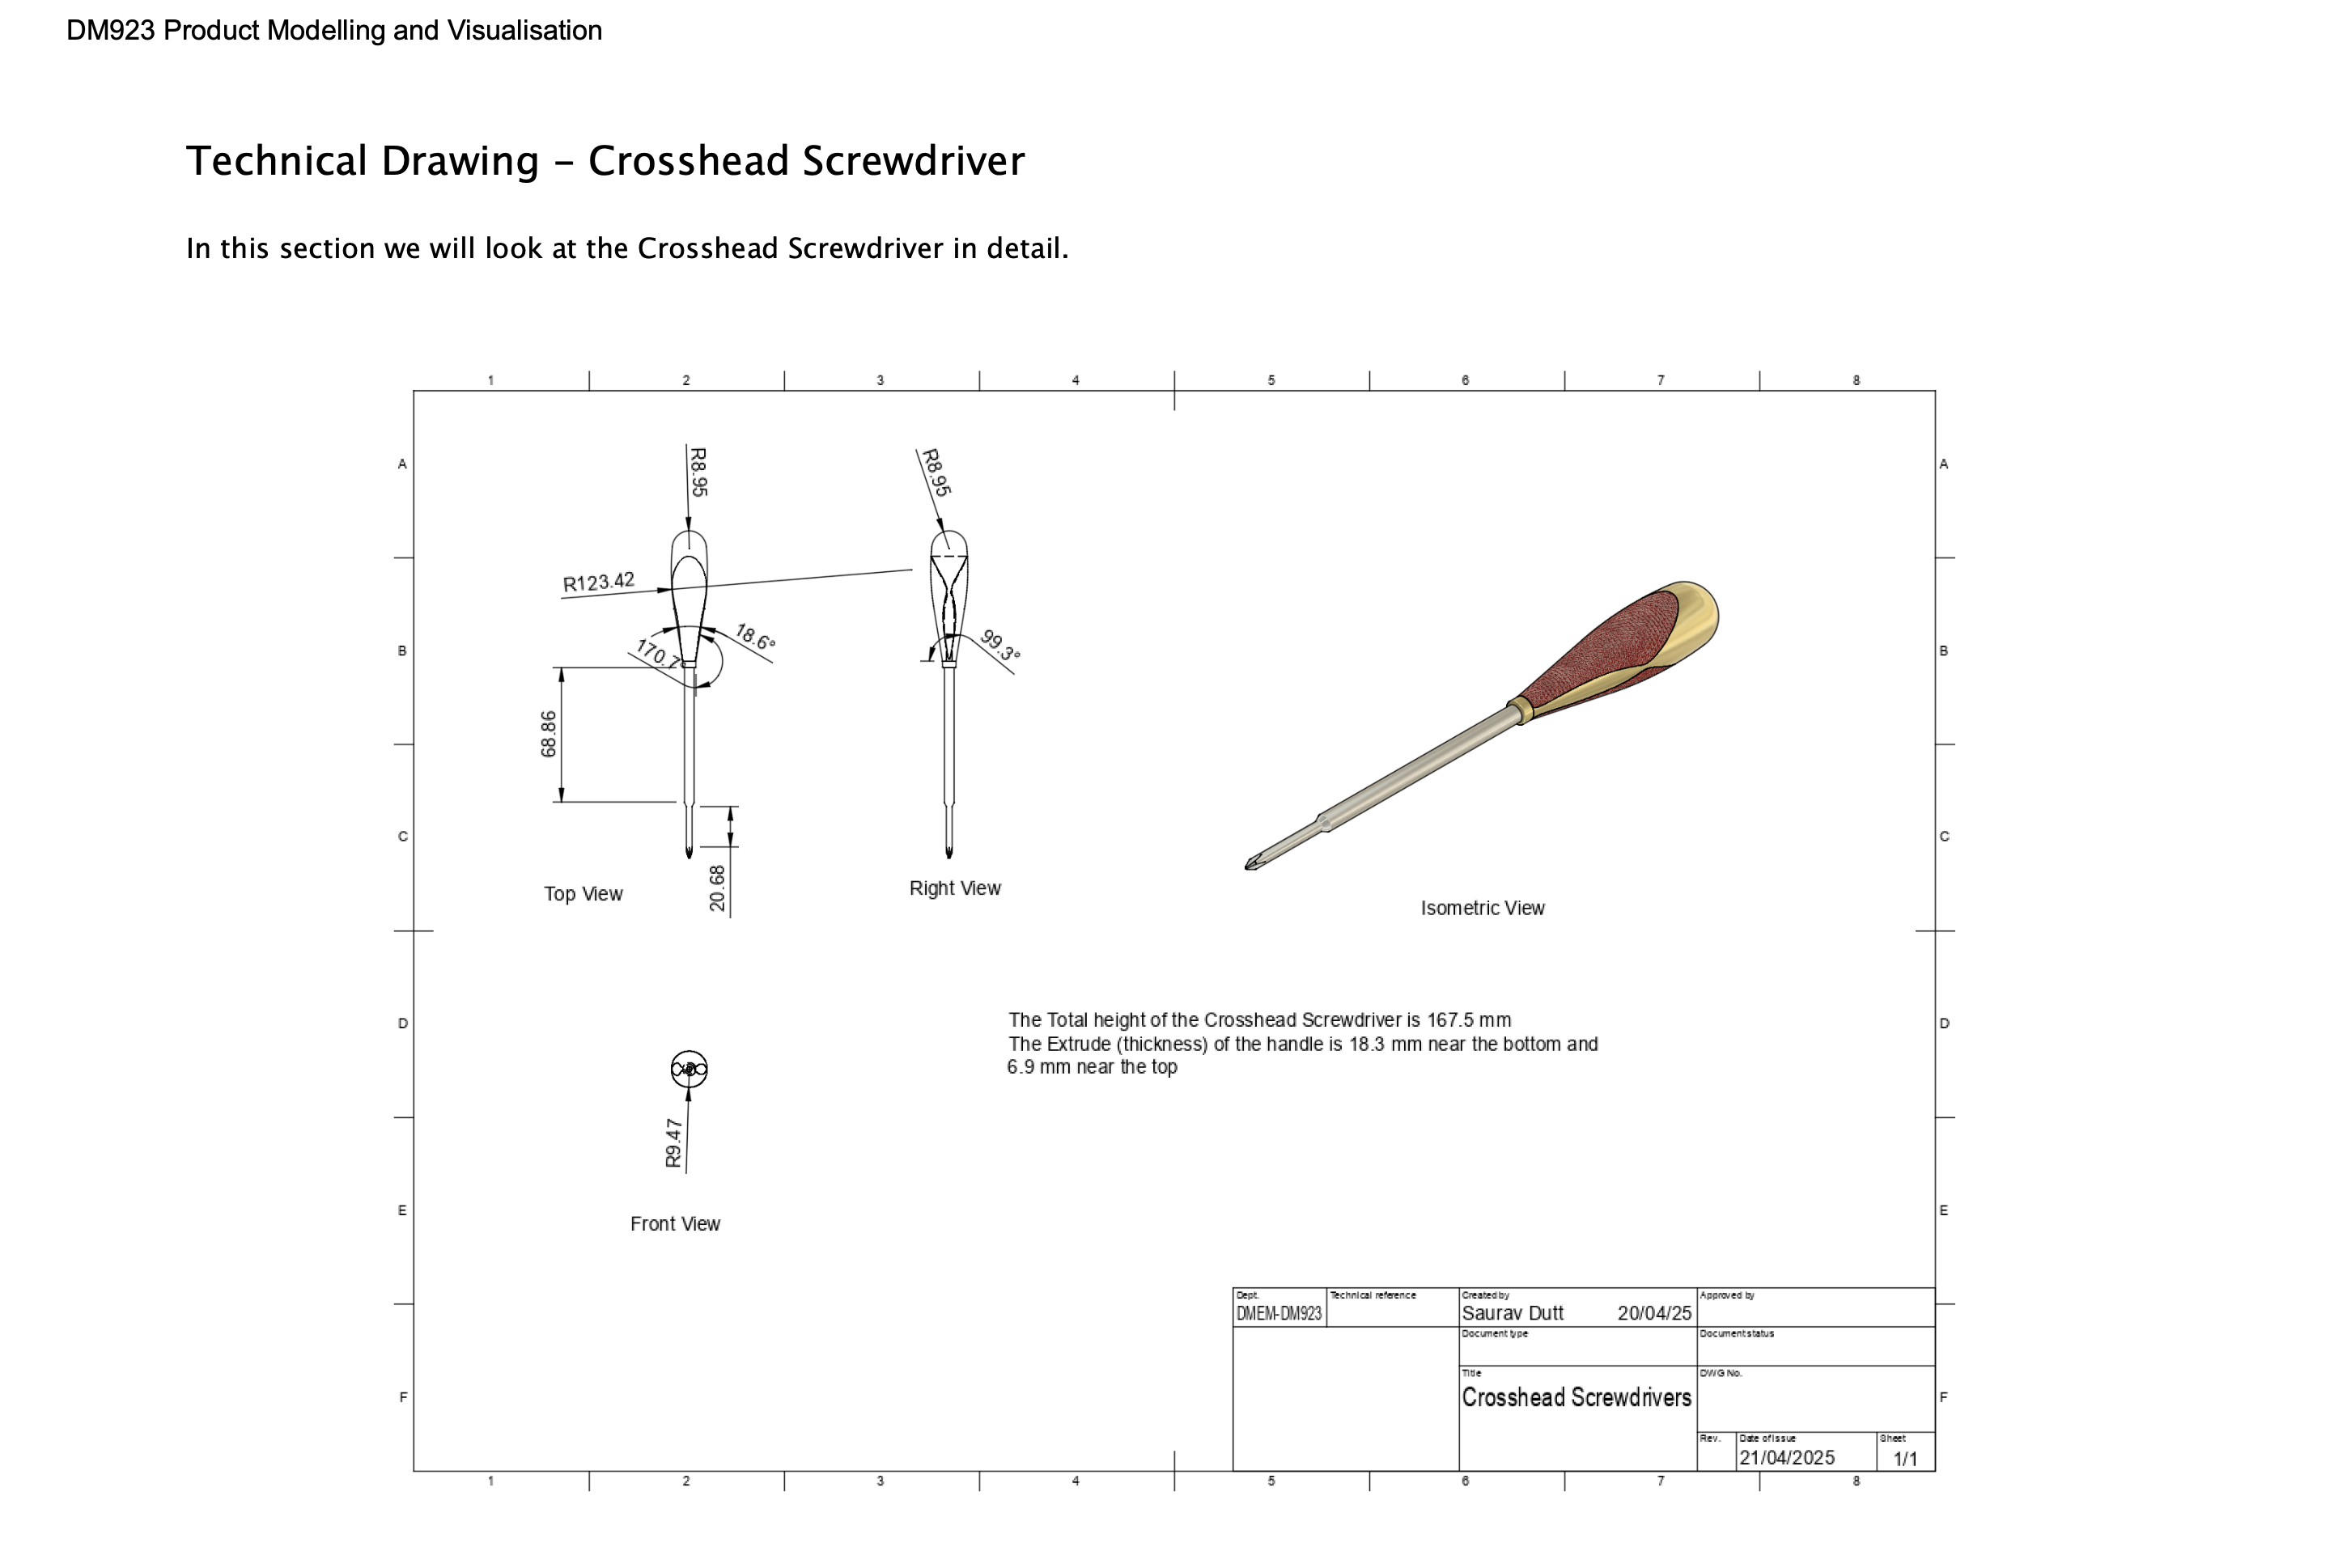 DM923 Product Modelling and Visualisation
Technical Drawing – Crosshead Screwdriver
In this section we will look at the Crosshead Screwdriver in detail.
1 2 3 4 5 6 7 8
A A
R8.95 R8.95
R123.42
18.6°
170.7°
99.3°
B B
68.86
C C
20.68
Top View
Right View
Isometric View
D D
The Total height of the Crosshead Screwdriver is 167.5 mm
The Extrude (thickness) of the handle is 18.3 mm near the bottom and
6.9 mm near the top
R9.47
E E
Front View
Dept. Technical reference Created by Approved by
DMEM-DM923 Saurav Dutt 20/04/25
Document type Document status
Title DWG No.
Crosshead Screwdrivers
F F
Rev. Date of issue Sheet
21/04/2025 1/1
1 2 3 4 5 6 7 8